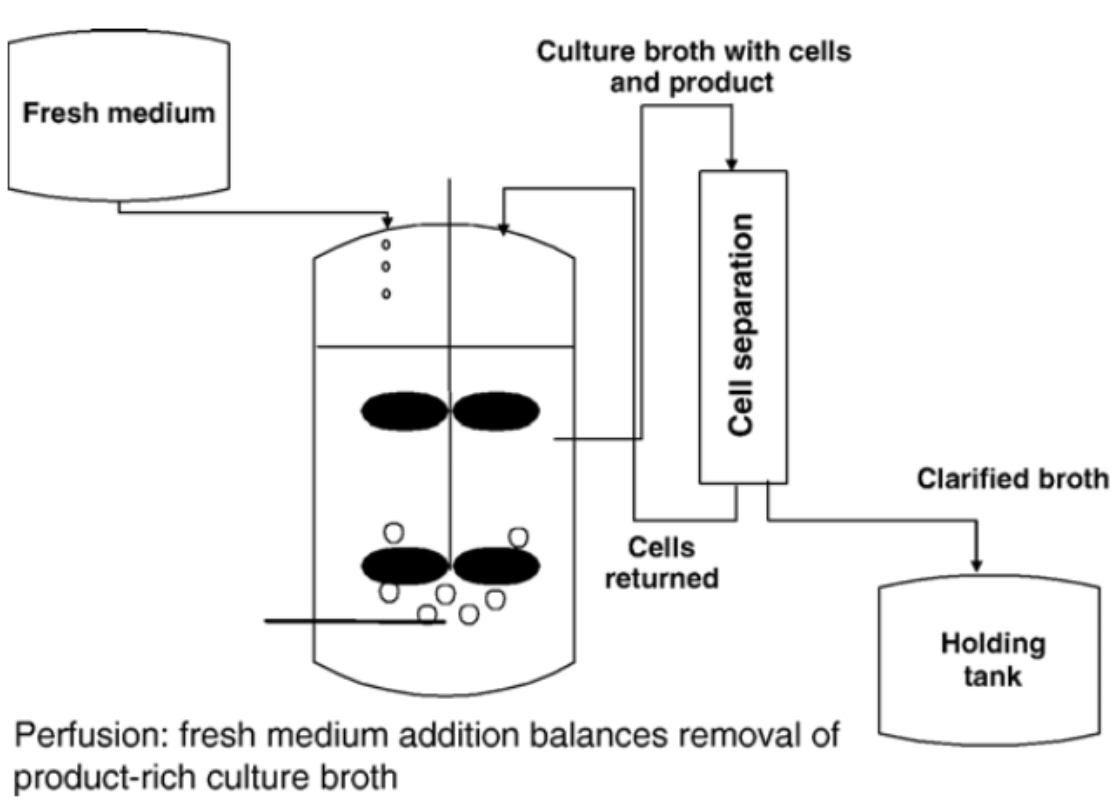 Fresh medium
Culture broth with cells
and product
Cell separation
Clarified broth
Cells
returned
Holding
tank
Perfusion: fresh medium addition balances removal of
product-rich culture broth